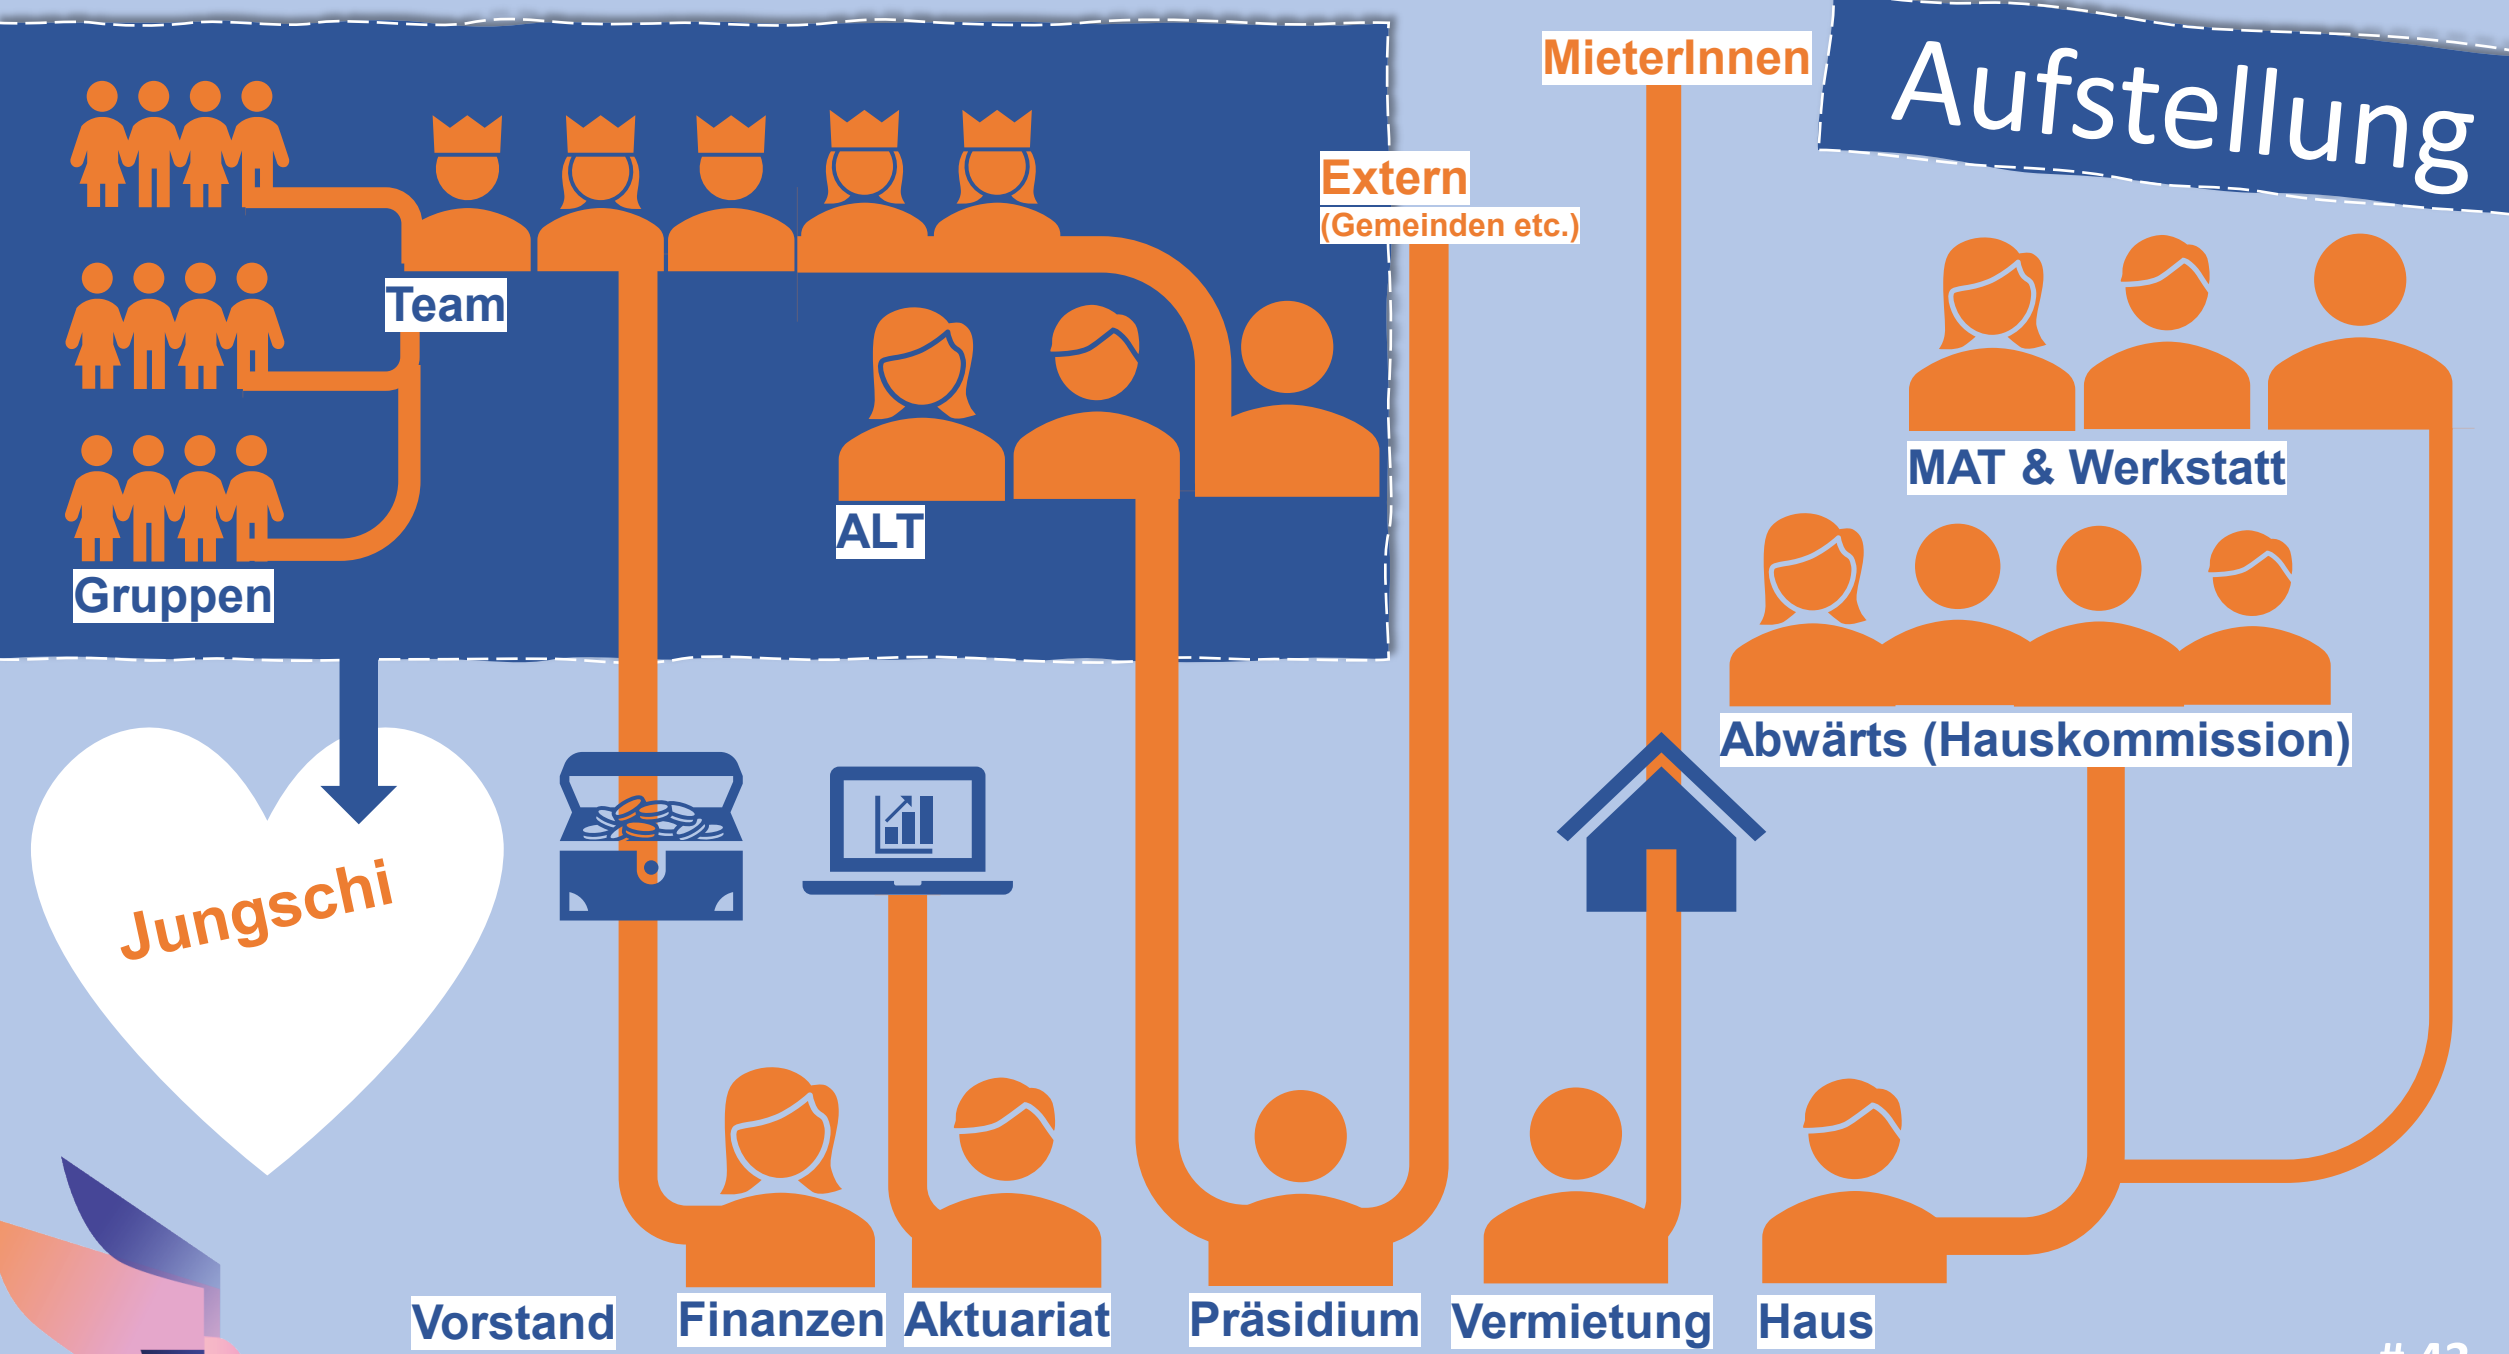 Aufstellung
MieterInnen
Extern
(Gemeinden etc.)
Team
Gruppen
ALT
MAT & Werkstatt
Abwärts (Hauskommission)
Jungschi
Vorstand
Finanzen
Aktuariat
Präsidium
Vermietung
Haus